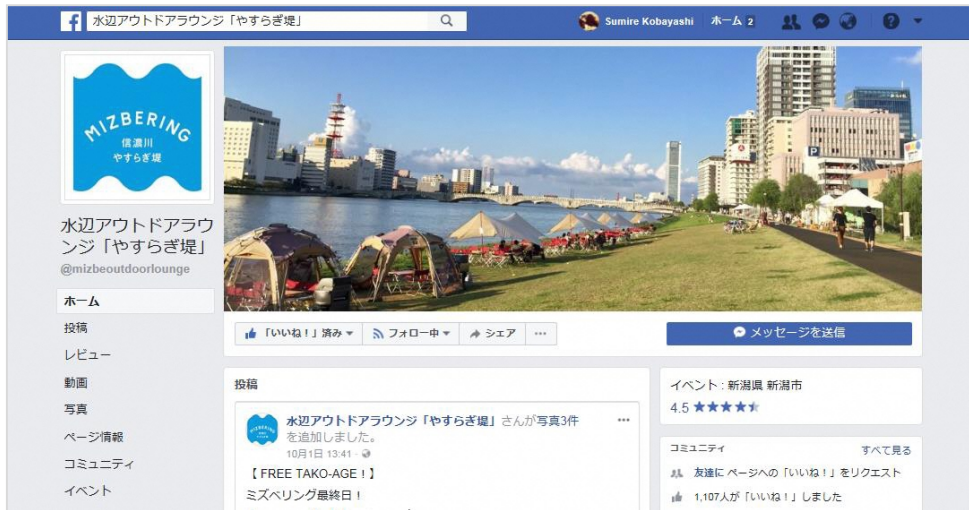 水辺アウトドアラウンジ「やすらぎ堤」
Sumire Kobayashi ホーム 2
MIZBERING
信濃川
やすらぎ堤
水辺アウトドアラウ
ンジ「やすらぎ堤」
@mizbeoutdoorlounge
ホーム
投稿
レビュー
動画
写真
ページ情報
コミュニティ
イベント
P
「いいね！」済み フォロー中 シェア ...
メッセージを送信
投稿
水辺アウトドアラウンジ「やすらぎ堤」さんが写真3件
を追加しました。
10月1日 13:41
【 FREE TAKO-AGE！】
ミズベリング最終日！
イベント : 新潟県 新潟市
4.5
コミュニティ すべて見る
友達に ページへの「いいね！」をリクエスト
1,107人が「いいね！」しました